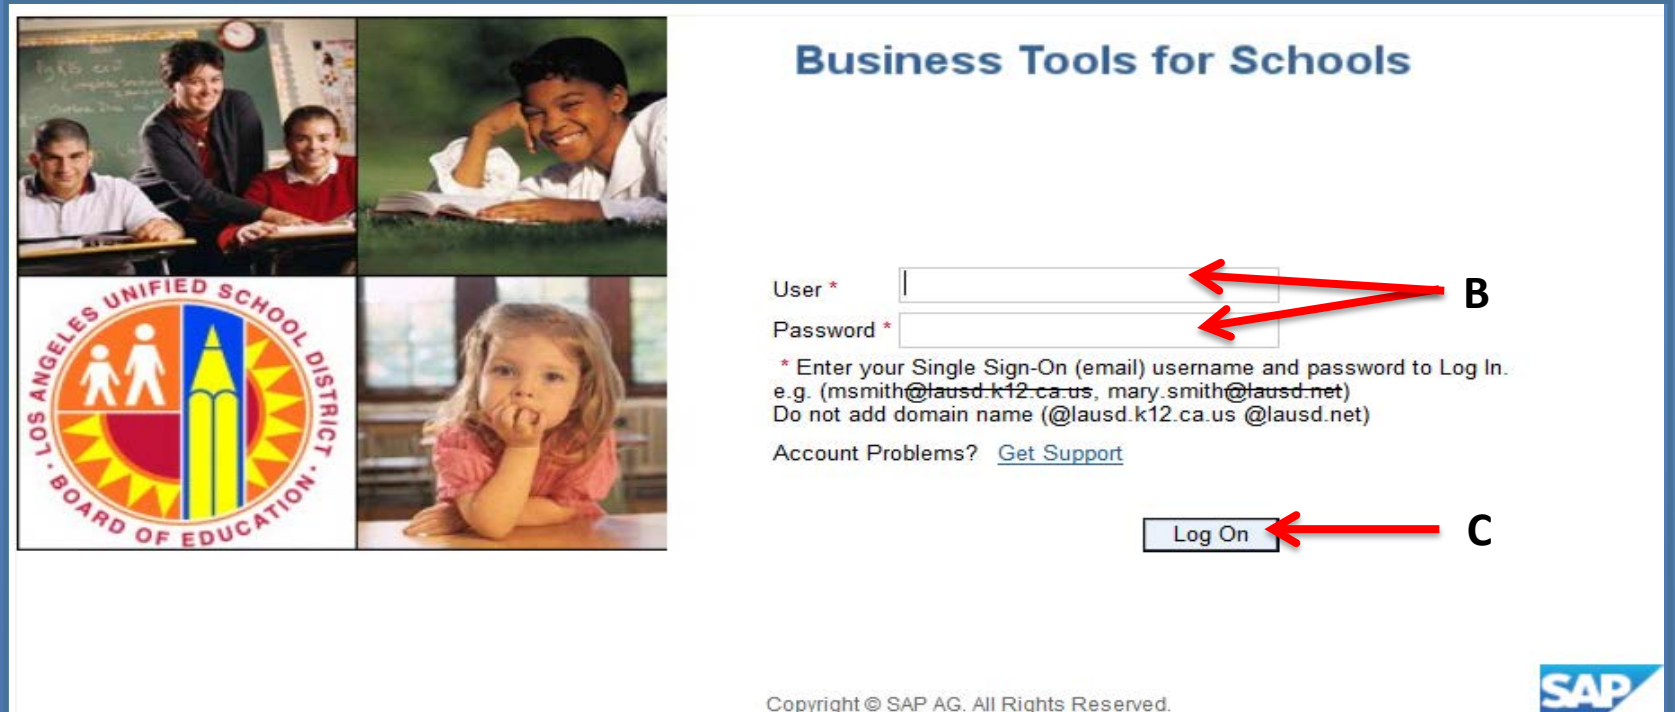 Business Tools for Schools
LOS ANGELES UNIFIED SCHOOL DISTRICT
· BOARD OF EDUCATION ·
User *
B
Password *
* Enter your Single Sign-On (email) username and password to Log In.
e.g. (msmith@lausd.k12.ca.us, mary.smith@lausd.net)
Do not add domain name (@lausd.k12.ca.us @lausd.net)
Account Problems? Get Support
Log On
C
Copyright © SAP AG. All Rights Reserved.
SAP